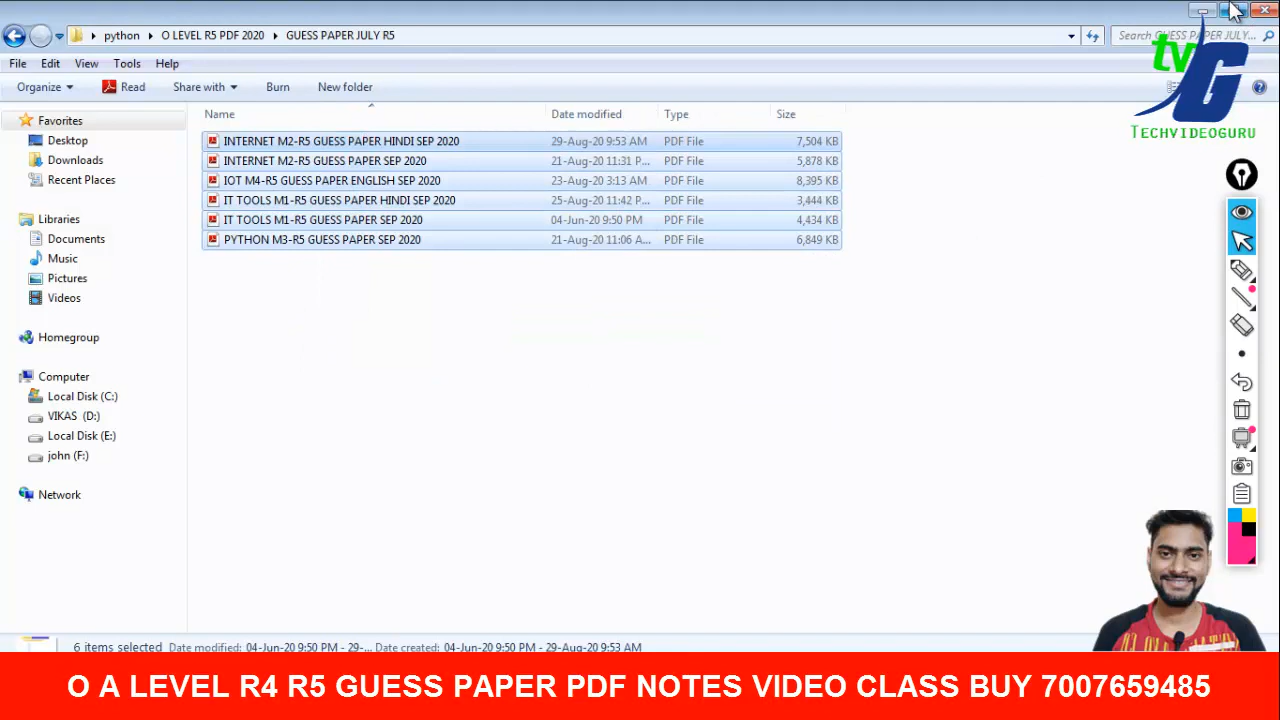 python ▸ O LEVEL R5 PDF 2020 ▸ GUESS PAPER JULY R5
Search GUESS PAPER JULY...
File Edit View Tools Help
Organize Read Share with Burn New folder
tv G
TECHVIDEOGURU
Name Date modified Type Size
INTERNET M2-R5 GUESS PAPER HINDI SEP 2020 29-Aug-20 9:53 AM PDF File 7,504 KB
INTERNET M2-R5 GUESS PAPER SEP 2020 21-Aug-20 11:31 P... PDF File 5,878 KB
IOT M4-R5 GUESS PAPER ENGLISH SEP 2020 23-Aug-20 3:13 AM PDF File 8,395 KB
IT TOOLS M1-R5 GUESS PAPER HINDI SEP 2020 25-Aug-20 11:42 P... PDF File 3,444 KB
IT TOOLS M1-R5 GUESS PAPER SEP 2020 04-Jun-20 9:50 PM PDF File 4,434 KB
PYTHON M3-R5 GUESS PAPER SEP 2020 21-Aug-20 11:06 A... PDF File 6,849 KB
Favorites
Desktop
Downloads
Recent Places
Libraries
Documents
Music
Pictures
Videos
Homegroup
Computer
Local Disk (C:)
VIKAS (D:)
Local Disk (E:)
john (F:)
Network
6 items selected Date modified: 04-Jun-20 9:50 PM - 29-... Date created: 04-Jun-20 9:50 PM - 29-Aug-20 9:53 AM
O A LEVEL R4 R5 GUESS PAPER PDF NOTES VIDEO CLASS BUY 7007659485